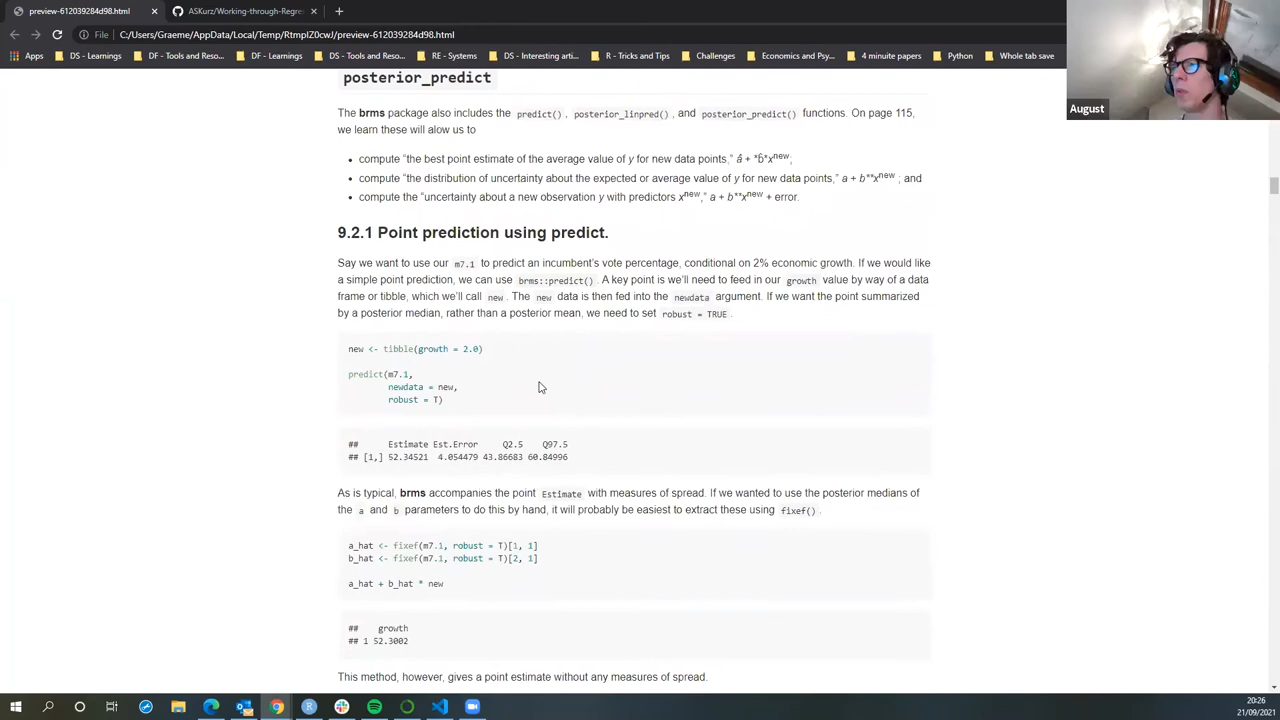 preview-612039284d98.html
ASKurz/Working-through-Regre
C:/Users/Graeme/AppData/Local/Temp/RtmpIZ0cwJ/preview-612039284d98.html
Apps DS - Learnings DF - Tools and Reso... DF - Learnings DS - Tools and Reso... RE - Systems DS - Interesting arti... R - Tricks and Tips Challenges Economics and Psy... 4 minuite papers Python Whole tab save
August
posterior_predict
The brms package also includes the predict(), posterior_linpred(), and posterior_predict() functions. On page 115,
we learn these will alow us to
• compute “the best point estimate of the average value of y for new data points,” â + *b̂*xnew;
• compute “the distribution of uncertainty about the expected or average value of y for new data points,” a + b**xnew ; and
• compute the “uncertainty about a new observation y with predictors xnew,” a + b**xnew + error.
9.2.1 Point prediction using predict.
Say we want to use our m7.1 to predict an incumbent’s vote percentage, conditional on 2% economic growth. If we would like
a simple point prediction, we can use brms::predict(). A key point is we’ll need to feed in our growth value by way of a data
frame or tibble, which we’ll call new. The new data is then fed into the newdata argument. If we want the point summarized
by a posterior median, rather than a posterior mean, we need to set robust = TRUE.
new <- tibble(growth = 2.0)
predict(m7.1,
newdata = new,
robust = T)
## Estimate Est.Error Q2.5 Q97.5
## [1,] 52.34521 4.054479 43.86683 60.84996
As is typical, brms accompanies the point Estimate with measures of spread. If we wanted to use the posterior medians of
the a and b parameters to do this by hand, it will probably be easiest to extract these using fixef().
a_hat <- fixef(m7.1, robust = T)[1, 1]
b_hat <- fixef(m7.1, robust = T)[2, 1]
a_hat + b_hat * new
## growth
## 1 52.3002
This method, however, gives a point estimate without any measures of spread.
20:26
21/09/2021